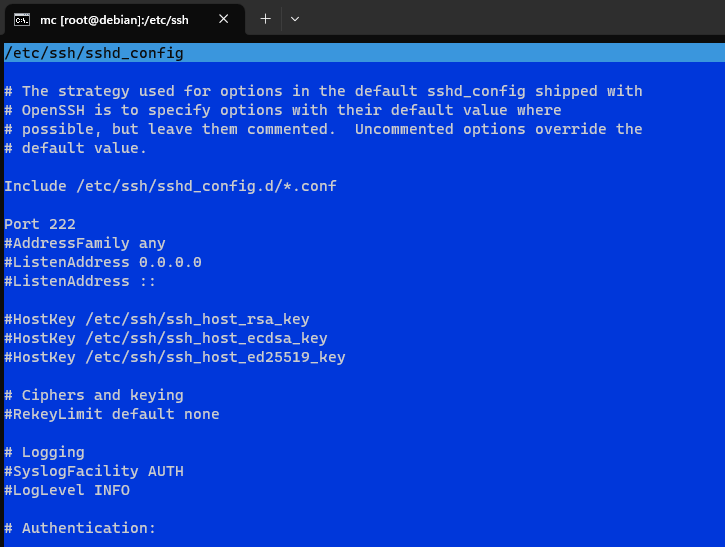 mc [root@debian]:/etc/ssh
/etc/ssh/sshd_config
# The strategy used for options in the default sshd_config shipped with
# OpenSSH is to specify options with their default value where
# possible, but leave them commented.  Uncommented options override the
# default value.
Include /etc/ssh/sshd_config.d/*.conf
Port 222
#AddressFamily any
#ListenAddress 0.0.0.0
#ListenAddress ::
#HostKey /etc/ssh/ssh_host_rsa_key
#HostKey /etc/ssh/ssh_host_ecdsa_key
#HostKey /etc/ssh/ssh_host_ed25519_key
# Ciphers and keying
#RekeyLimit default none
# Logging
#SyslogFacility AUTH
#LogLevel INFO
# Authentication: